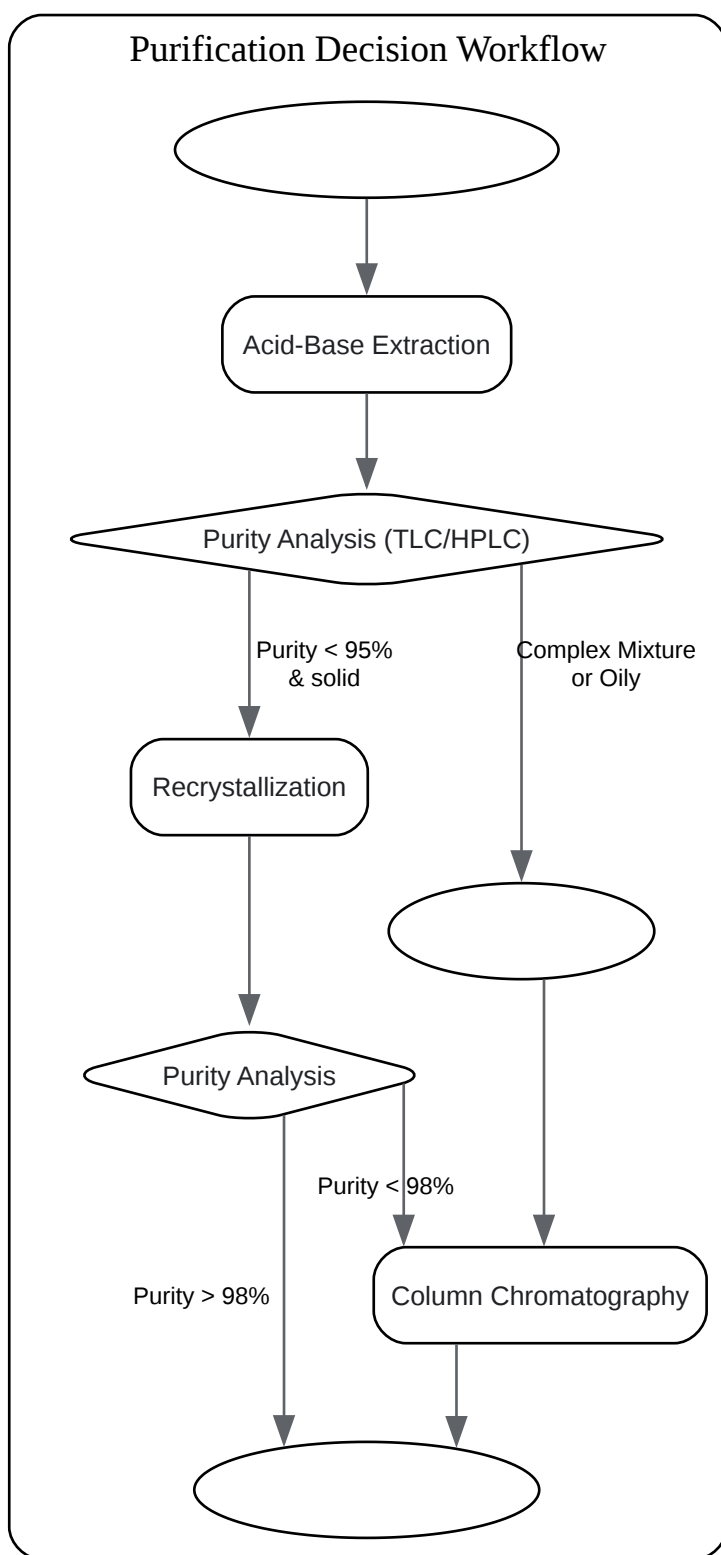 Purification Decision Workflow
Acid-Base Extraction
Purity Analysis (TLC/HPLC)
Purity < 95%
& solid
Complex Mixture
or Oily
Recrystallization
Purity Analysis
Purity < 98%
Purity > 98%
Column Chromatography